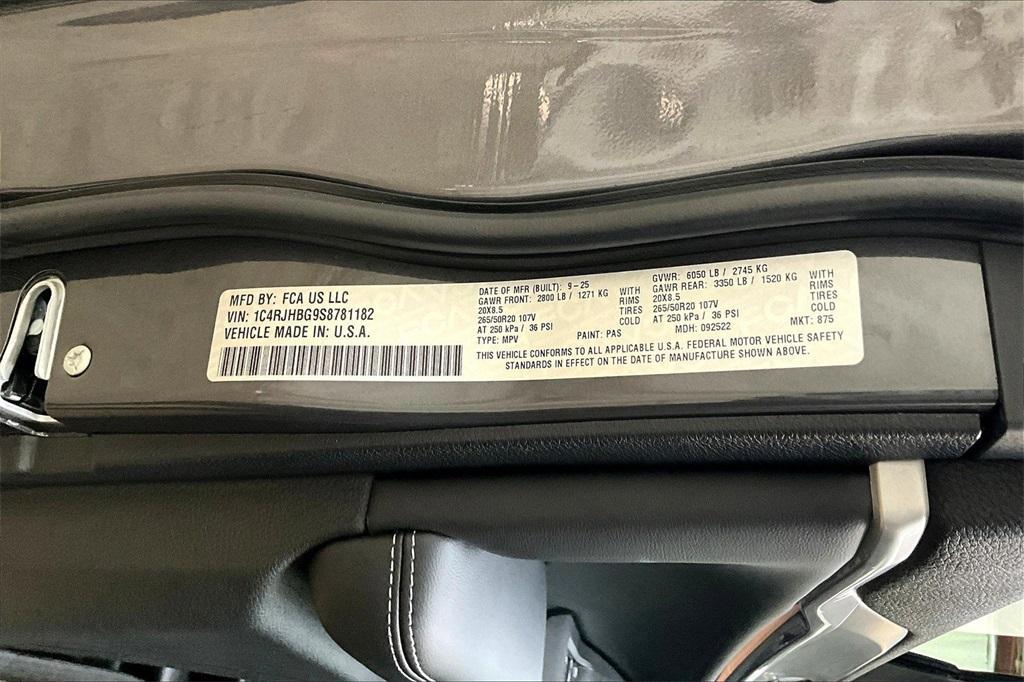 MFD BY: FCA US LLC
VIN: 1C4RJHBG9S8781182
VEHICLE MADE IN: U.S.A.
DATE OF MFR (BUILT): 9-25
GAWR FRONT: 2800 LB / 1271 KG WITH
20X8.5 RIMS
265/50R20 107V TIRES
AT 250 kPa / 36 PSI COLD
TYPE: MPV PAINT: PAS
GVWR: 6050 LB / 2745 KG
GAWR REAR: 3350 LB / 1520 KG WITH
20X8.5 RIMS
265/50R20 107V TIRES
AT 250 kPa / 36 PSI COLD
MDH: 092522 MKT: 875
THIS VEHICLE CONFORMS TO ALL APPLICABLE U.S.A. FEDERAL MOTOR VEHICLE SAFETY
STANDARDS IN EFFECT ON THE DATE OF MANUFACTURE SHOWN ABOVE.